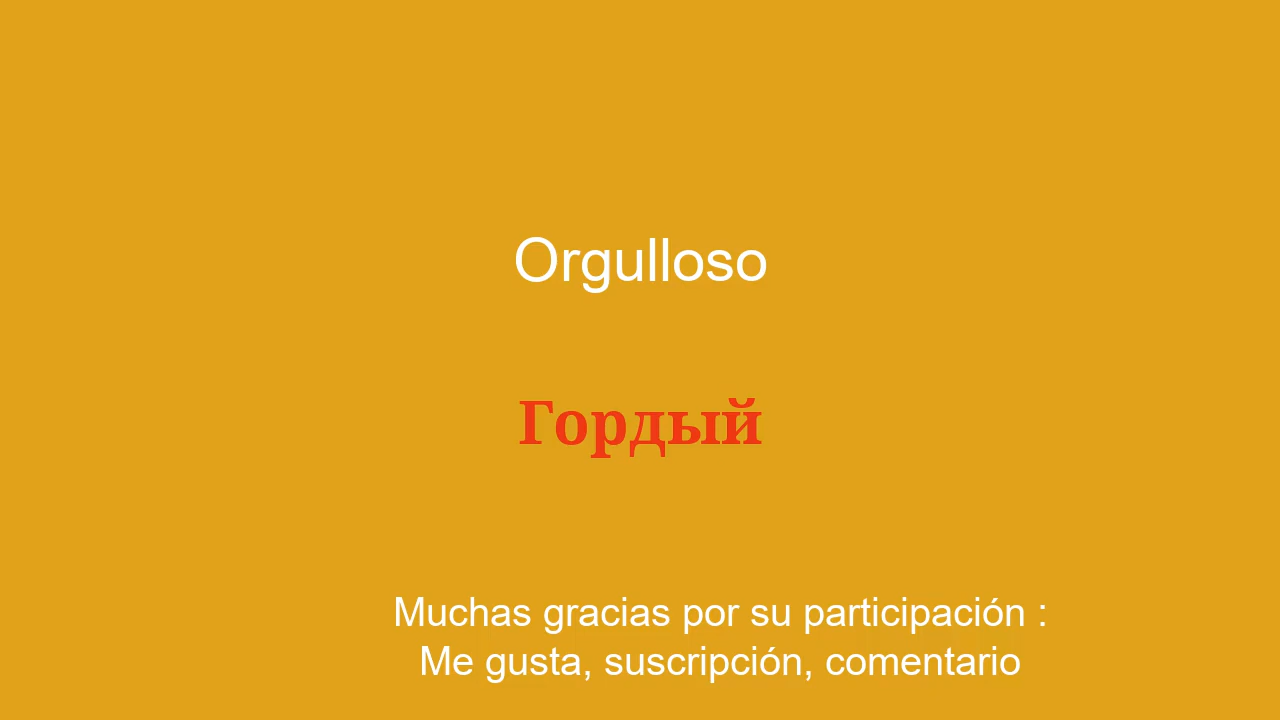 Orgulloso
Гордый
Muchas gracias por su participación :
Me gusta, suscripción, comentario